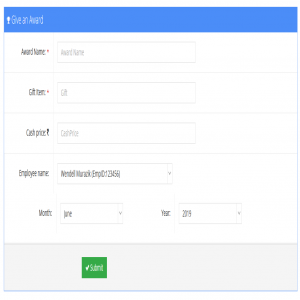 Give an Award
Award Name: * Award Name
Gift Item: * Gift
Cash price:₹ CashPrice
Employee name: Wendell Murazik (EmpID:123456)
Month: June Year: 2019
✔ Submit